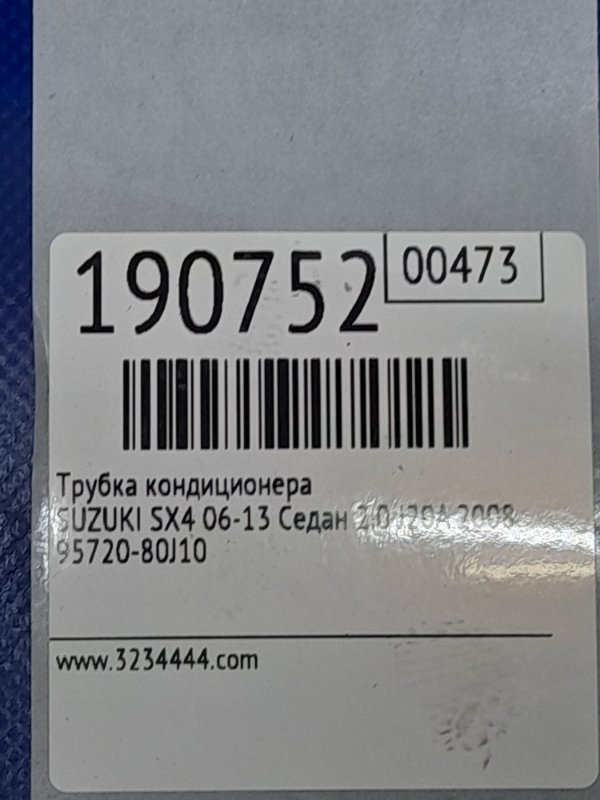 190752
00473
Трубка кондиционера
SUZUKI SX4 06-13 Седан 2.0 J20A 2008
95720-80J10
www.3234444.com